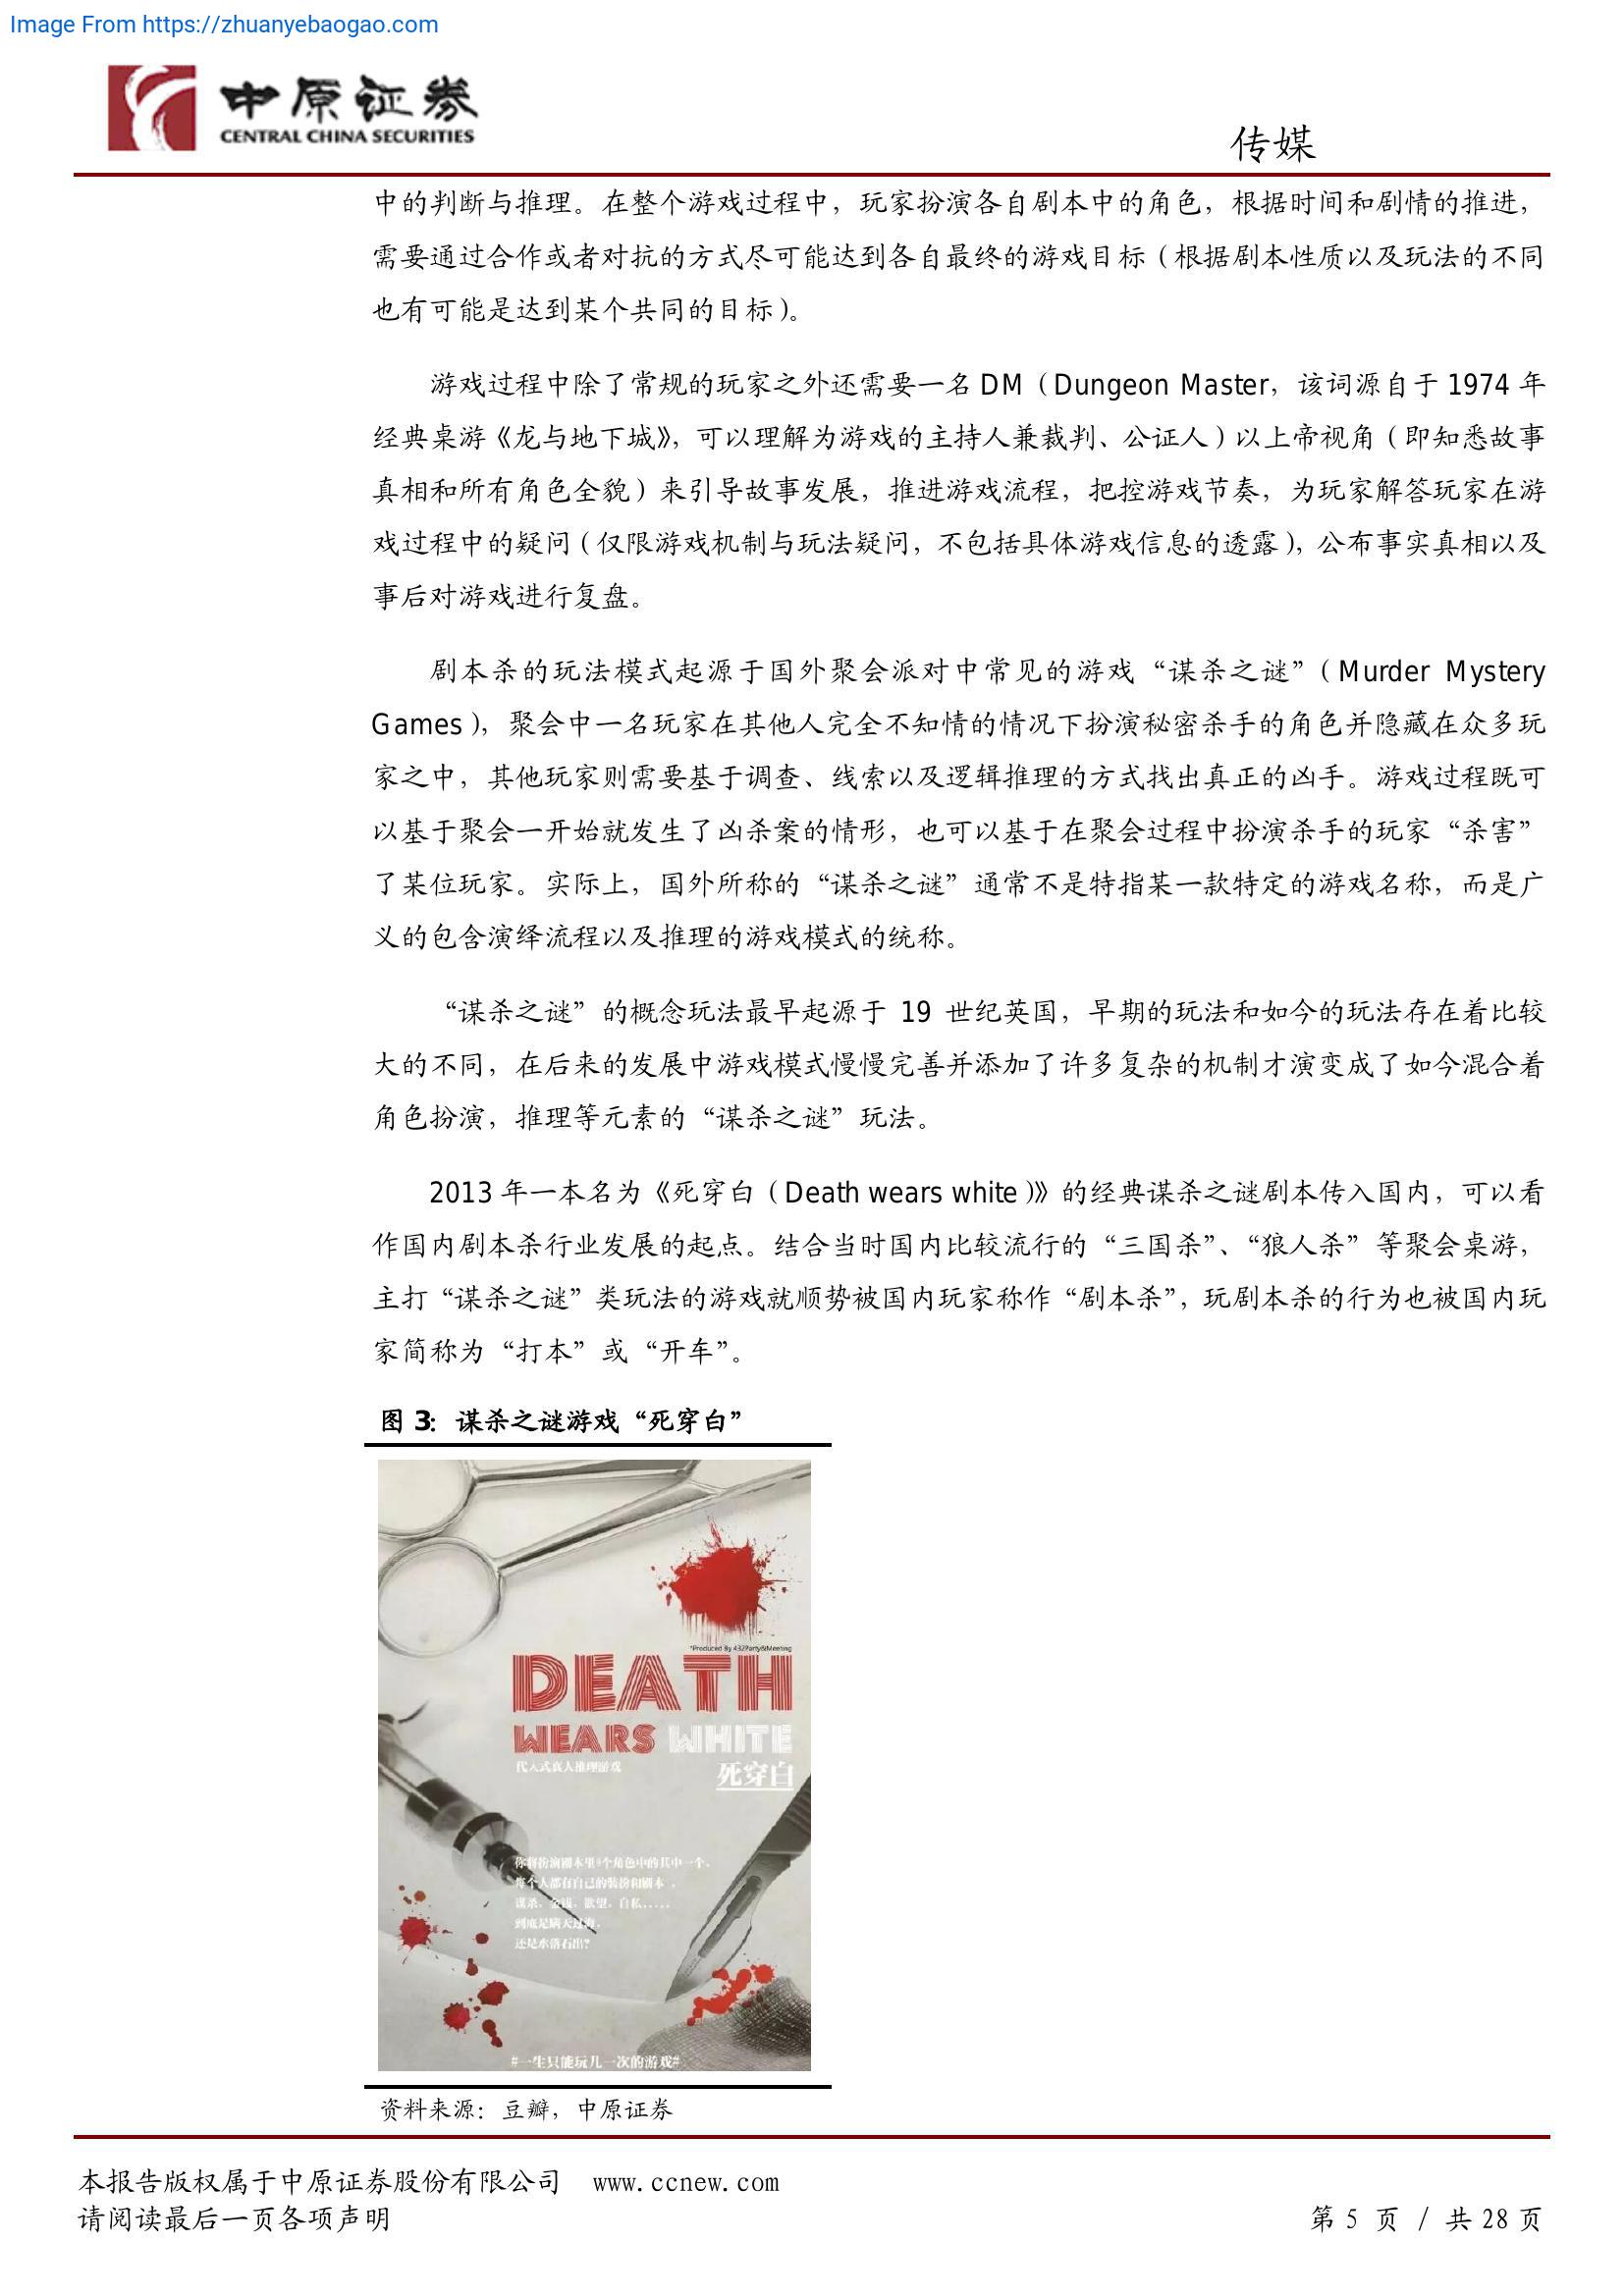 Image From https://zhuanyebaogao.com
中原证券
CENTRAL CHINA SECURITIES
传媒
中的判断与推理。在整个游戏过程中，玩家扮演各自剧本中的角色，根据时间和剧情的推进，
需要通过合作或者对抗的方式尽可能达到各自最终的游戏目标（根据剧本性质以及玩法的不同
也有可能是达到某个共同的目标）。
游戏过程中除了常规的玩家之外还需要一名 DM（Dungeon Master，该词源自于 1974 年
经典桌游《龙与地下城》，可以理解为游戏的主持人兼裁判、公证人）以上帝视角（即知悉故事
真相和所有角色全貌）来引导故事发展，推进游戏流程，把控游戏节奏，为玩家解答玩家在游
戏过程中的疑问（仅限游戏机制与玩法疑问，不包括具体游戏信息的透露），公布事实真相以及
事后对游戏进行复盘。
剧本杀的玩法模式起源于国外聚会派对中常见的游戏“谋杀之谜”（Murder Mystery
Games），聚会中一名玩家在其他人完全不知情的情况下扮演秘密杀手的角色并隐藏在众多玩
家之中，其他玩家则需要基于调查、线索以及逻辑推理的方式找出真正的凶手。游戏过程既可
以基于聚会一开始就发生了凶杀案的情形，也可以基于在聚会过程中扮演杀手的玩家“杀害”
了某位玩家。实际上，国外所称的“谋杀之谜”通常不是特指某一款特定的游戏名称，而是广
义的包含演绎流程以及推理的游戏模式的统称。
“谋杀之谜”的概念玩法最早起源于 19 世纪英国，早期的玩法和如今的玩法存在着比较
大的不同，在后来的发展中游戏模式慢慢完善并添加了许多复杂的机制才演变成了如今混合着
角色扮演，推理等元素的“谋杀之谜”玩法。
2013 年一本名为《死穿白（Death wears white）》的经典谋杀之谜剧本传入国内，可以看
作国内剧本杀行业发展的起点。结合当时国内比较流行的“三国杀”、“狼人杀”等聚会桌游，
主打“谋杀之谜”类玩法的游戏就顺势被国内玩家称作“剧本杀”，玩剧本杀的行为也被国内玩
家简称为“打本”或“开车”。
图 3：谋杀之谜游戏“死穿白”
*Produced By 432Party&Meeting
DEATH
WEARS WHITE
代入式真人推理游戏
死穿白
你将扮演剧本里9个角色中的其中一个，
每个人都有自己的装扮和剧本，
谋杀，金钱，欲望，自私......
到底是瞒天过海，
还是水落石出?
#一生只能玩儿一次的游戏#
资料来源：豆瓣，中原证券
本报告版权属于中原证券股份有限公司 www.ccnew.com
请阅读最后一页各项声明
第 5 页 / 共 28 页